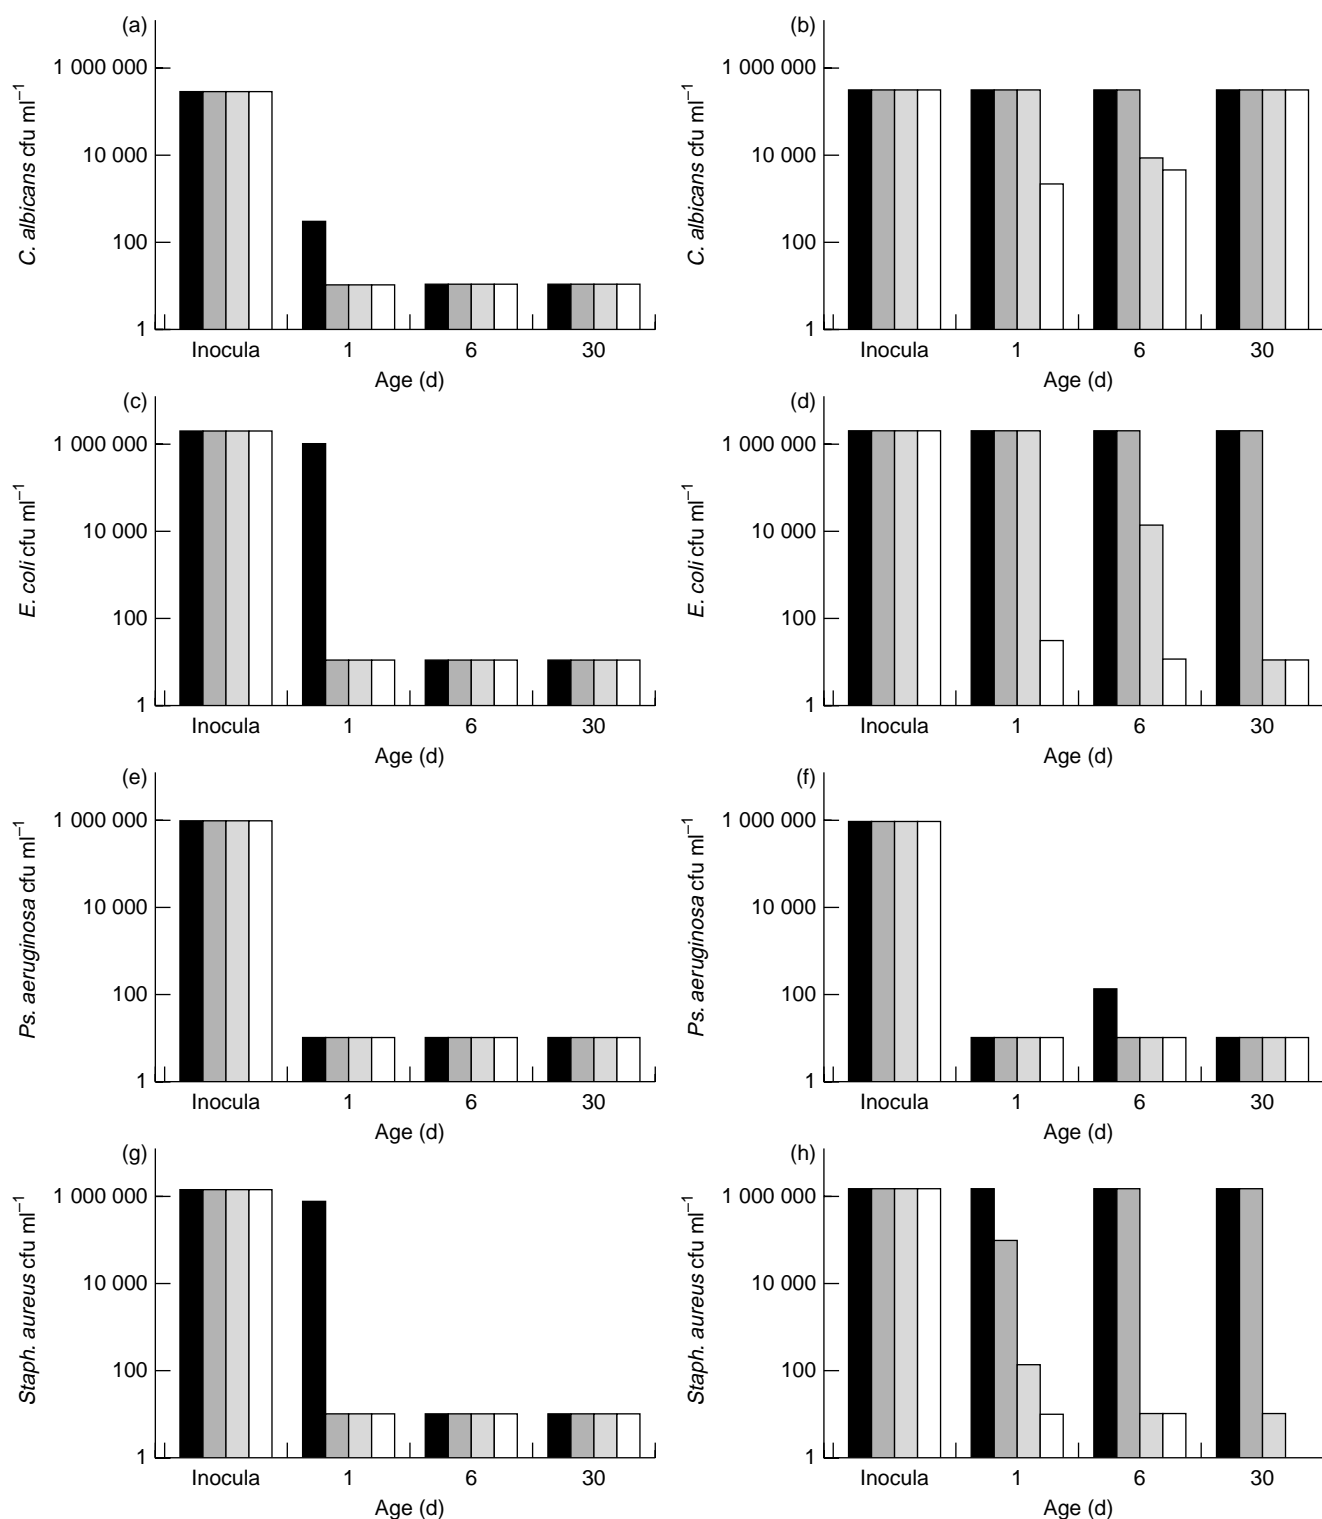 (a)
1 000 000
10 000
100
1
C. albicans cfu ml⁻¹
Inocula 1 6 30
Age (d)
(b)
1 000 000
10 000
100
1
C. albicans cfu ml⁻¹
Inocula 1 6 30
Age (d)
(c)
1 000 000
10 000
100
1
E. coli cfu ml⁻¹
Inocula 1 6 30
Age (d)
(d)
1 000 000
10 000
100
1
E. coli cfu ml⁻¹
Inocula 1 6 30
Age (d)
(e)
1 000 000
10 000
100
1
Ps. aeruginosa cfu ml⁻¹
Inocula 1 6 30
Age (d)
(f)
1 000 000
10 000
100
1
Ps. aeruginosa cfu ml⁻¹
Inocula 1 6 30
Age (d)
(g)
1 000 000
10 000
100
1
Staph. aureus cfu ml⁻¹
Inocula 1 6 30
Age (d)
(h)
1 000 000
10 000
100
1
Staph. aureus cfu ml⁻¹
Inocula 1 6 30
Age (d)